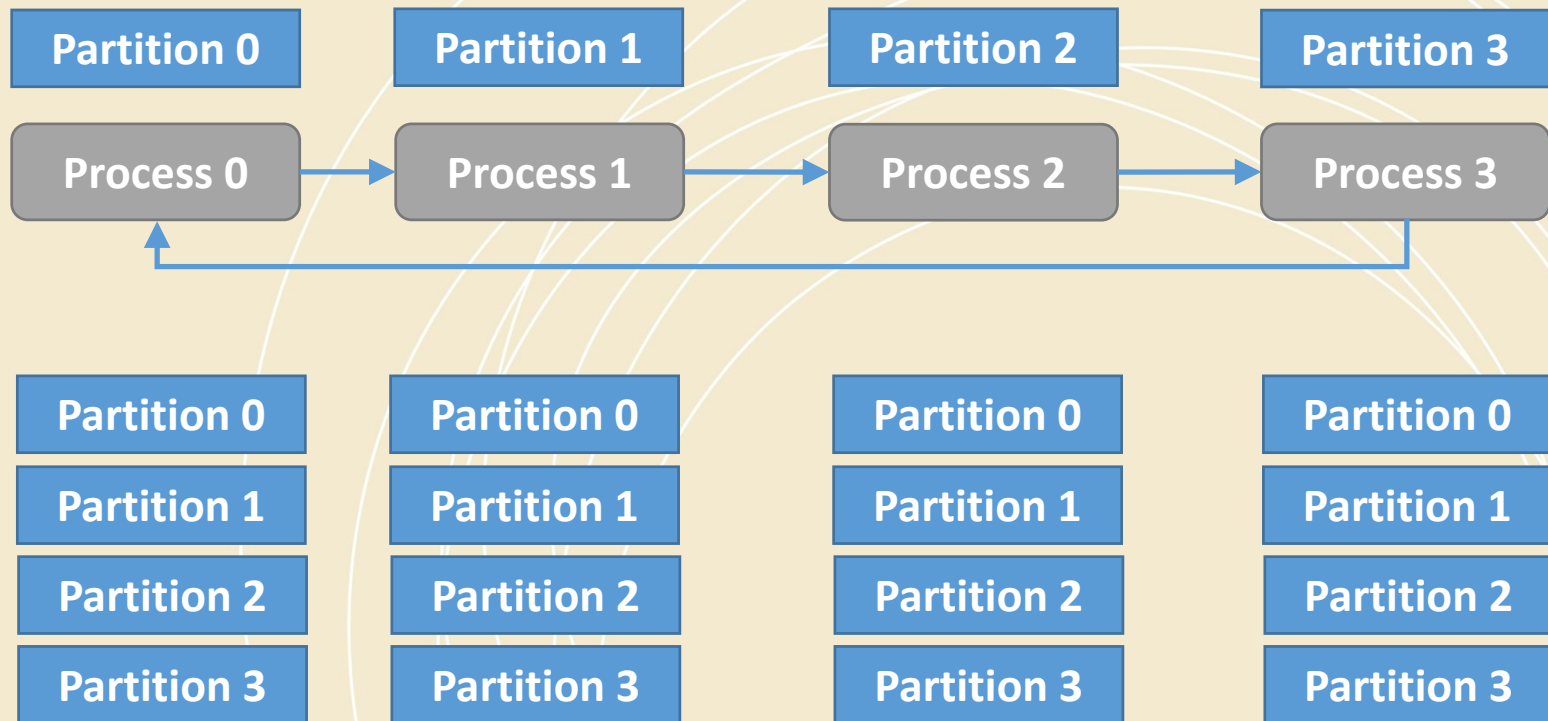 Partition 0 Partition 1 Partition 2 Partition 3
Process 0 Process 1 Process 2 Process 3
Partition 0 Partition 0 Partition 0 Partition 0
Partition 1 Partition 1 Partition 1 Partition 1
Partition 2 Partition 2 Partition 2 Partition 2
Partition 3 Partition 3 Partition 3 Partition 3